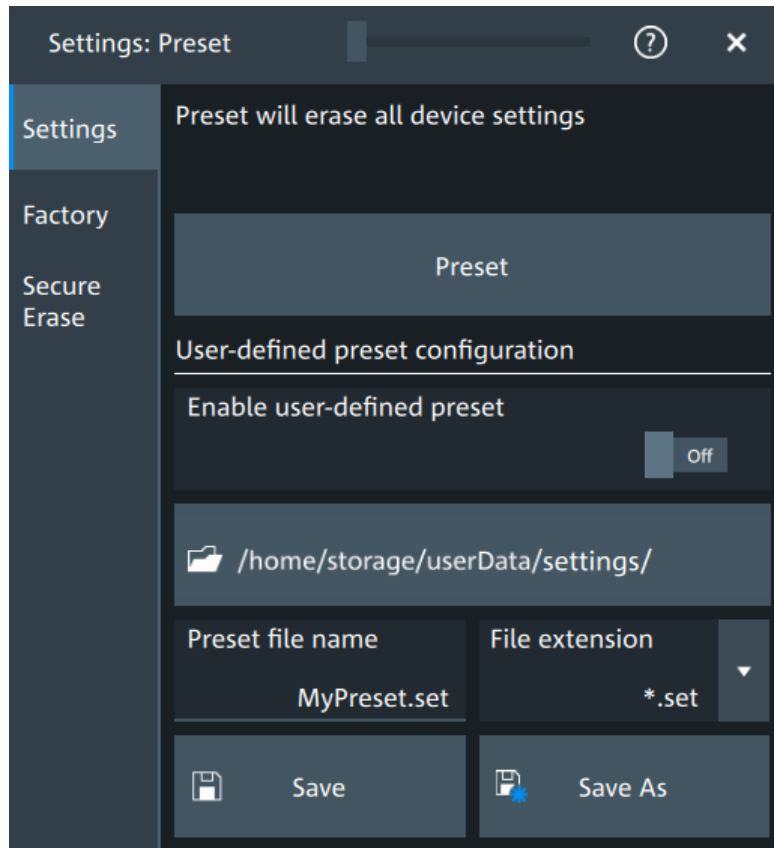 Settings: Preset
?
Settings
Factory
Secure
Erase
Preset will erase all device settings
Preset
User-defined preset configuration
Enable user-defined preset
Off
/home/storage/userData/settings/
Preset file name
MyPreset.set
File extension
*.set
Save
Save As